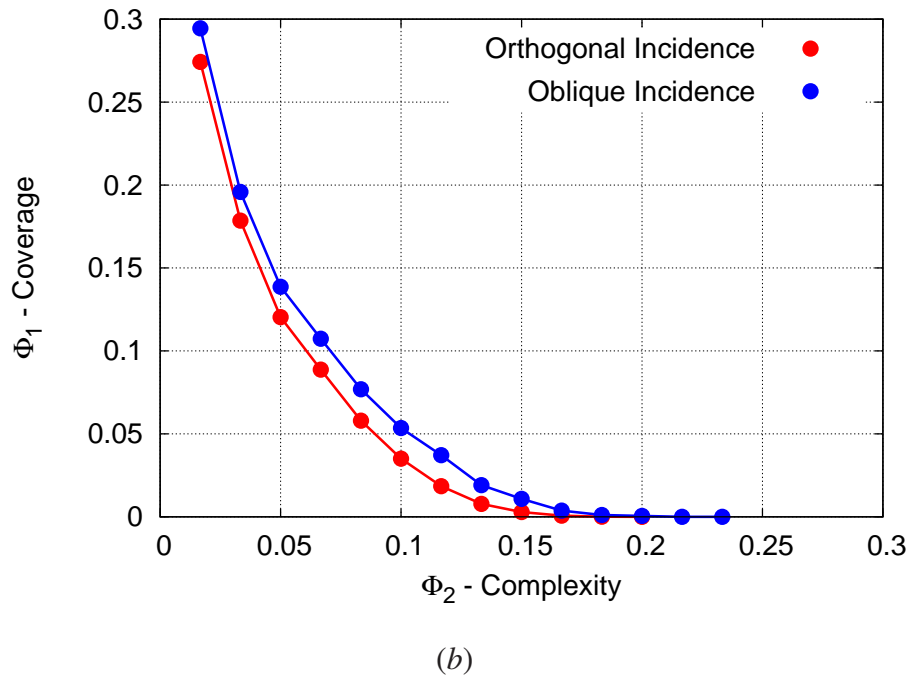 0.3
0.25
0.2
0.15
0.1
0.05
0
Φ1 - Coverage
Orthogonal Incidence
Oblique Incidence
0 0.05 0.1 0.15 0.2 0.25 0.3
Φ2 - Complexity
(b)